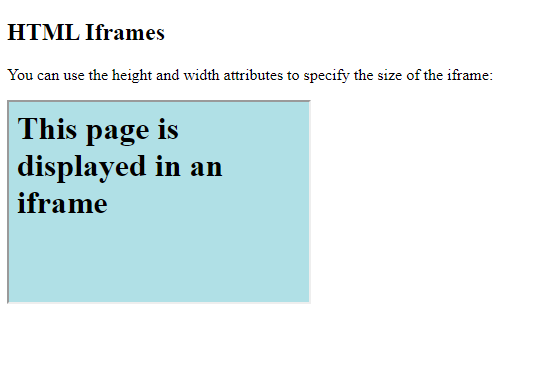 HTML Iframes
You can use the height and width attributes to specify the size of the iframe:
This page is
displayed in an
iframe